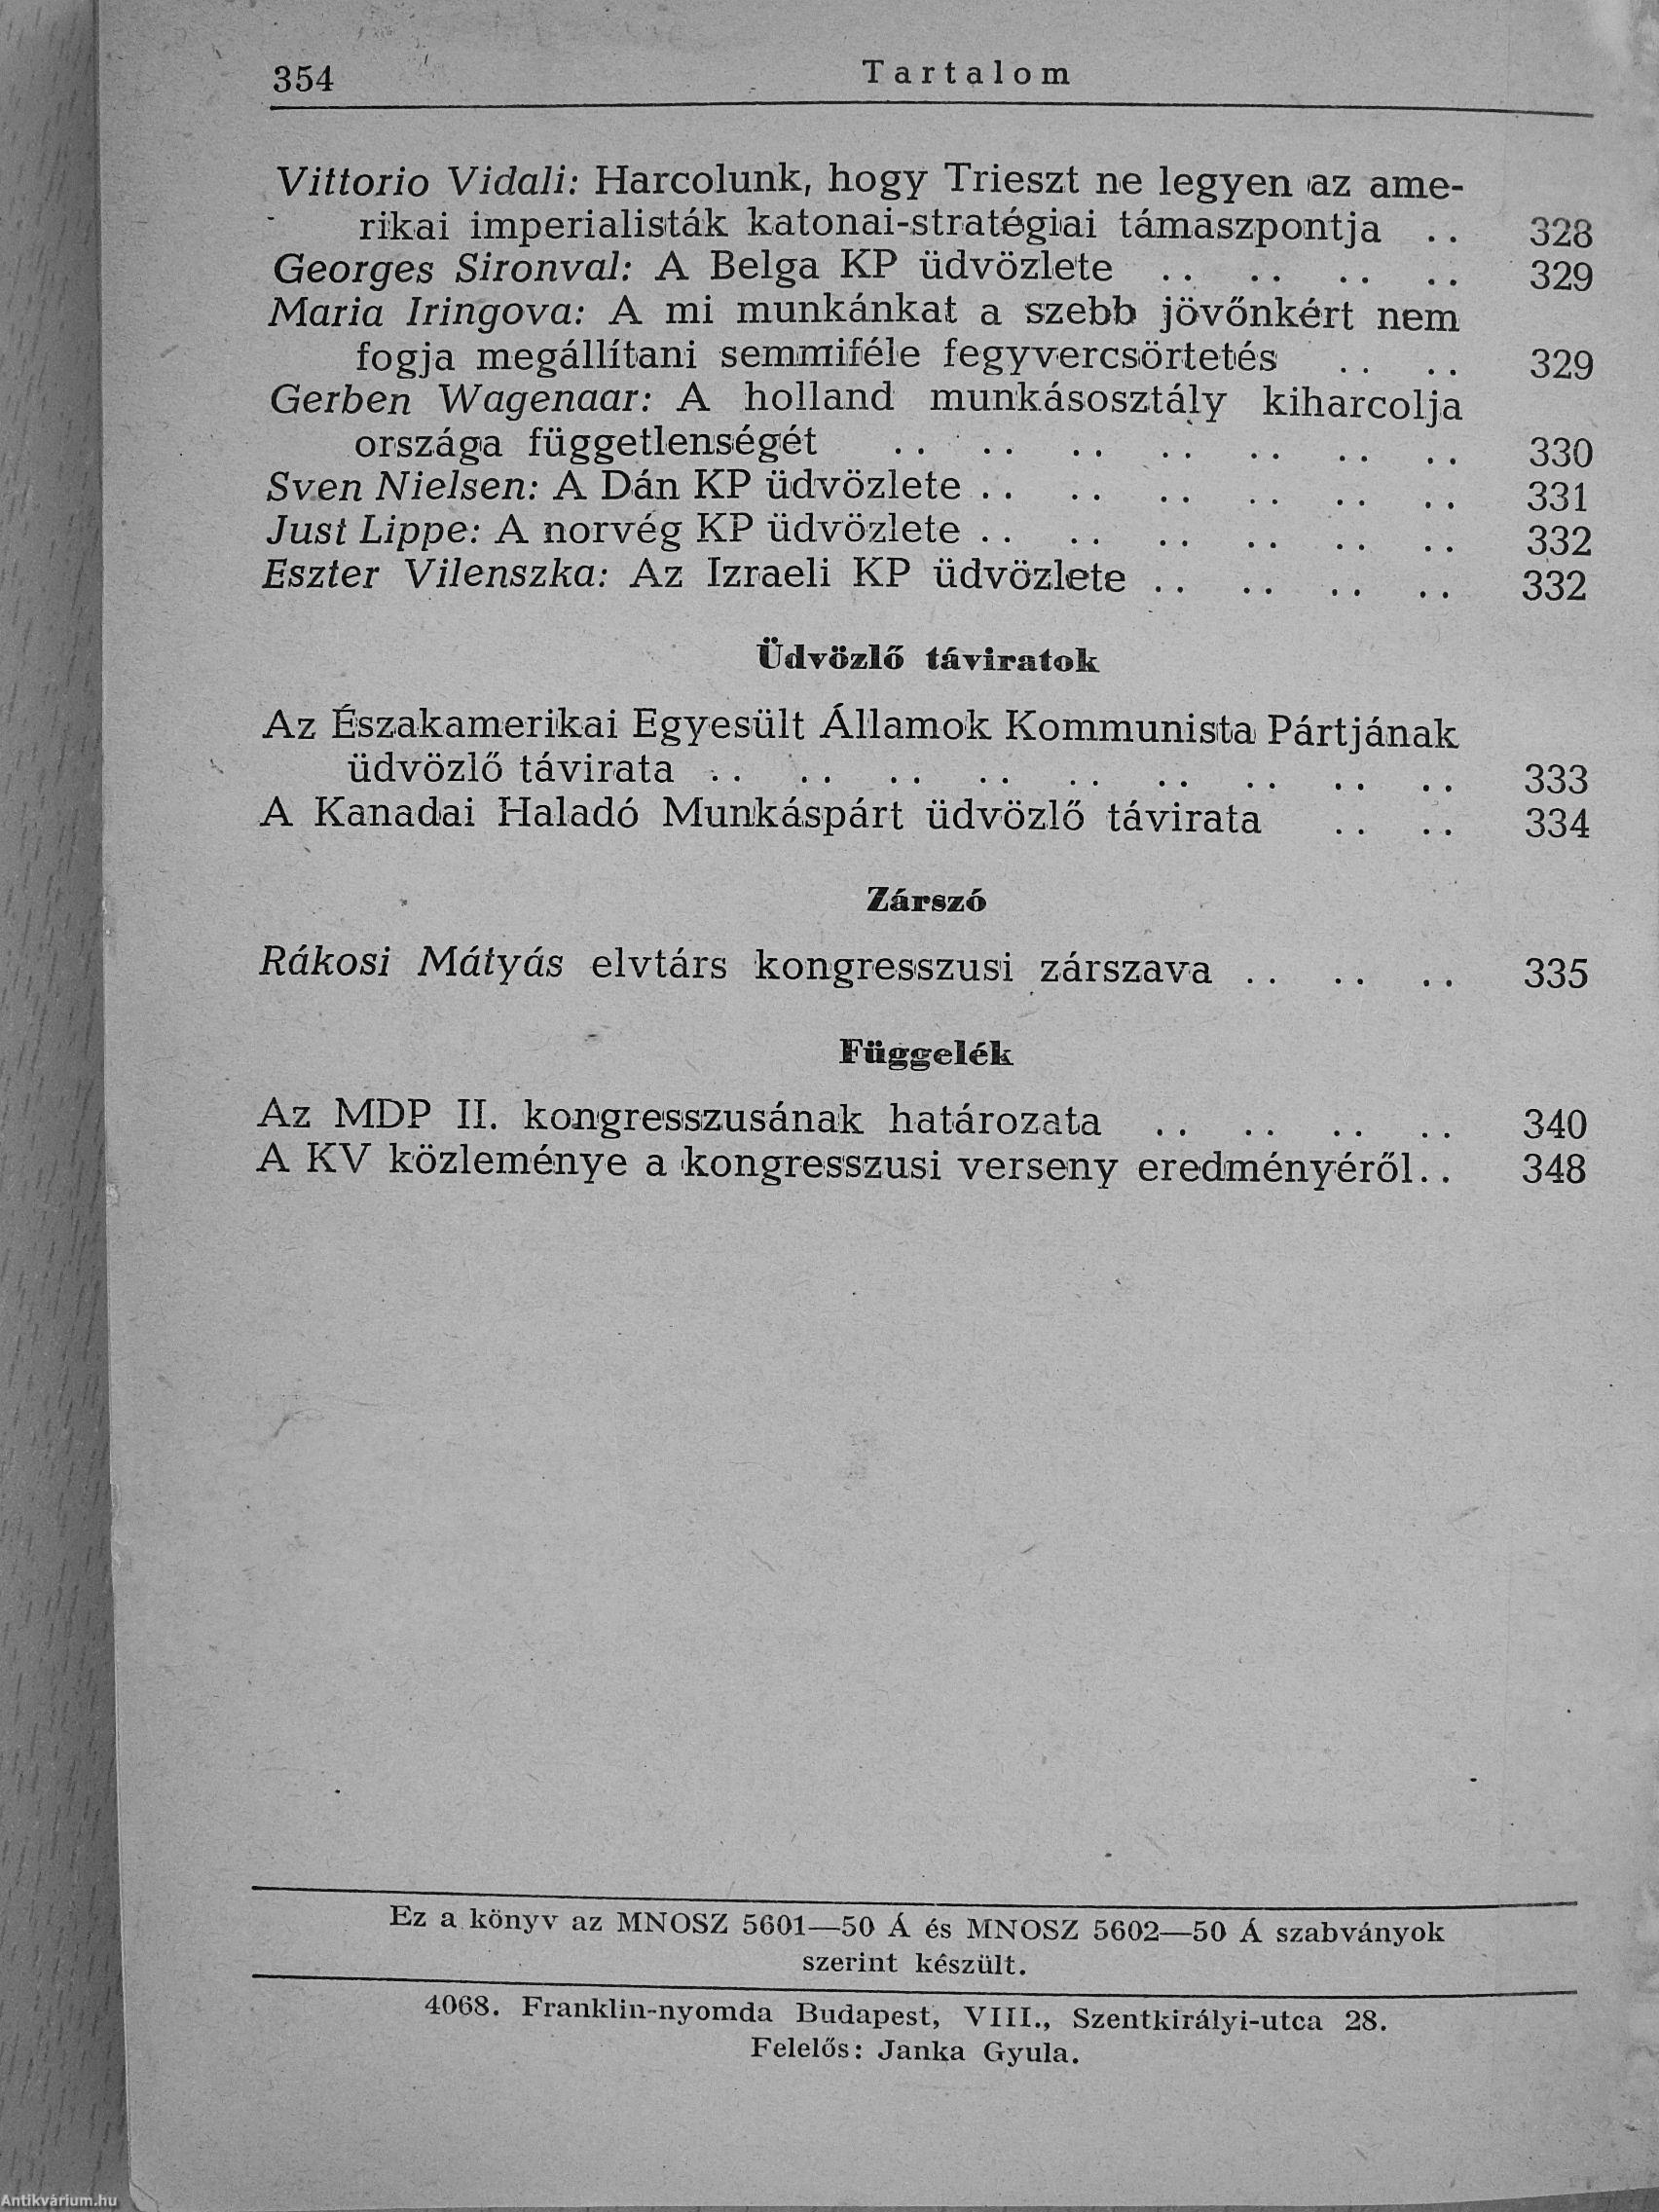 354 Tartalom
Vittorio Vidali: Harcolunk, hogy Trieszt ne legyen az ame-
rikai imperialisták katonai-stratégiai támaszpontja .. 328
Georges Sironval: A Belga KP üdvözlete .. .. .. .. 329
Maria Iringova: A mi munkánkat a szebb jövőnkért nem
fogja megállítani semmiféle fegyvercsörtetés .. .. 329
Gerben Wagenaar: A holland munkásosztály kiharcolja
országa függetlenségét .. .. .. .. .. .. .. 330
Sven Nielsen: A Dán KP üdvözlete .. .. .. .. .. .. 331
Just Lippe: A norvég KP üdvözlete .. .. .. .. .. .. 332
Eszter Vilenszka: Az Izraeli KP üdvözlete .. .. .. .. 332
Üdvözlő táviratok
Az Északamerikai Egyesült Államok Kommunista Pártjának
üdvözlő távirata .. .. .. .. .. .. .. .. .. 333
A Kanadai Haladó Munkáspárt üdvözlő távirata .. .. 334
Zárszó
Rákosi Mátyás elvtárs kongresszusi zárszava .. .. .. 335
Függelék
Az MDP II. kongresszusának határozata .. .. .. .. 340
A KV közleménye a kongresszusi verseny eredményéről.. 348
Ez a könyv az MNOSZ 5601—50 Á és MNOSZ 5602—50 Á szabványok
szerint készült.
4068. Franklin-nyomda Budapest, VIII., Szentkirályi-utca 28.
Felelős: Janka Gyula.
Antikvárium.hu